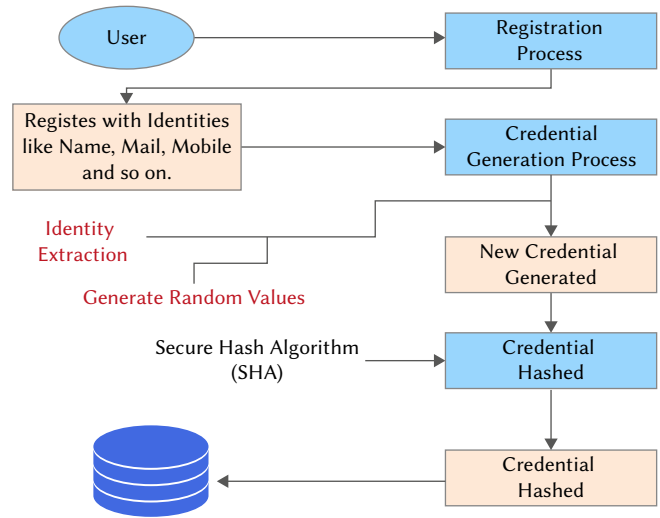 User
Registration
Process
Registes with Identities
like Name, Mail, Mobile
and so on.
Credential
Generation Process
Identity
Extraction
Generate Random Values
New Credential
Generated
Secure Hash Algorithm
(SHA)
Credential
Hashed
Credential
Hashed